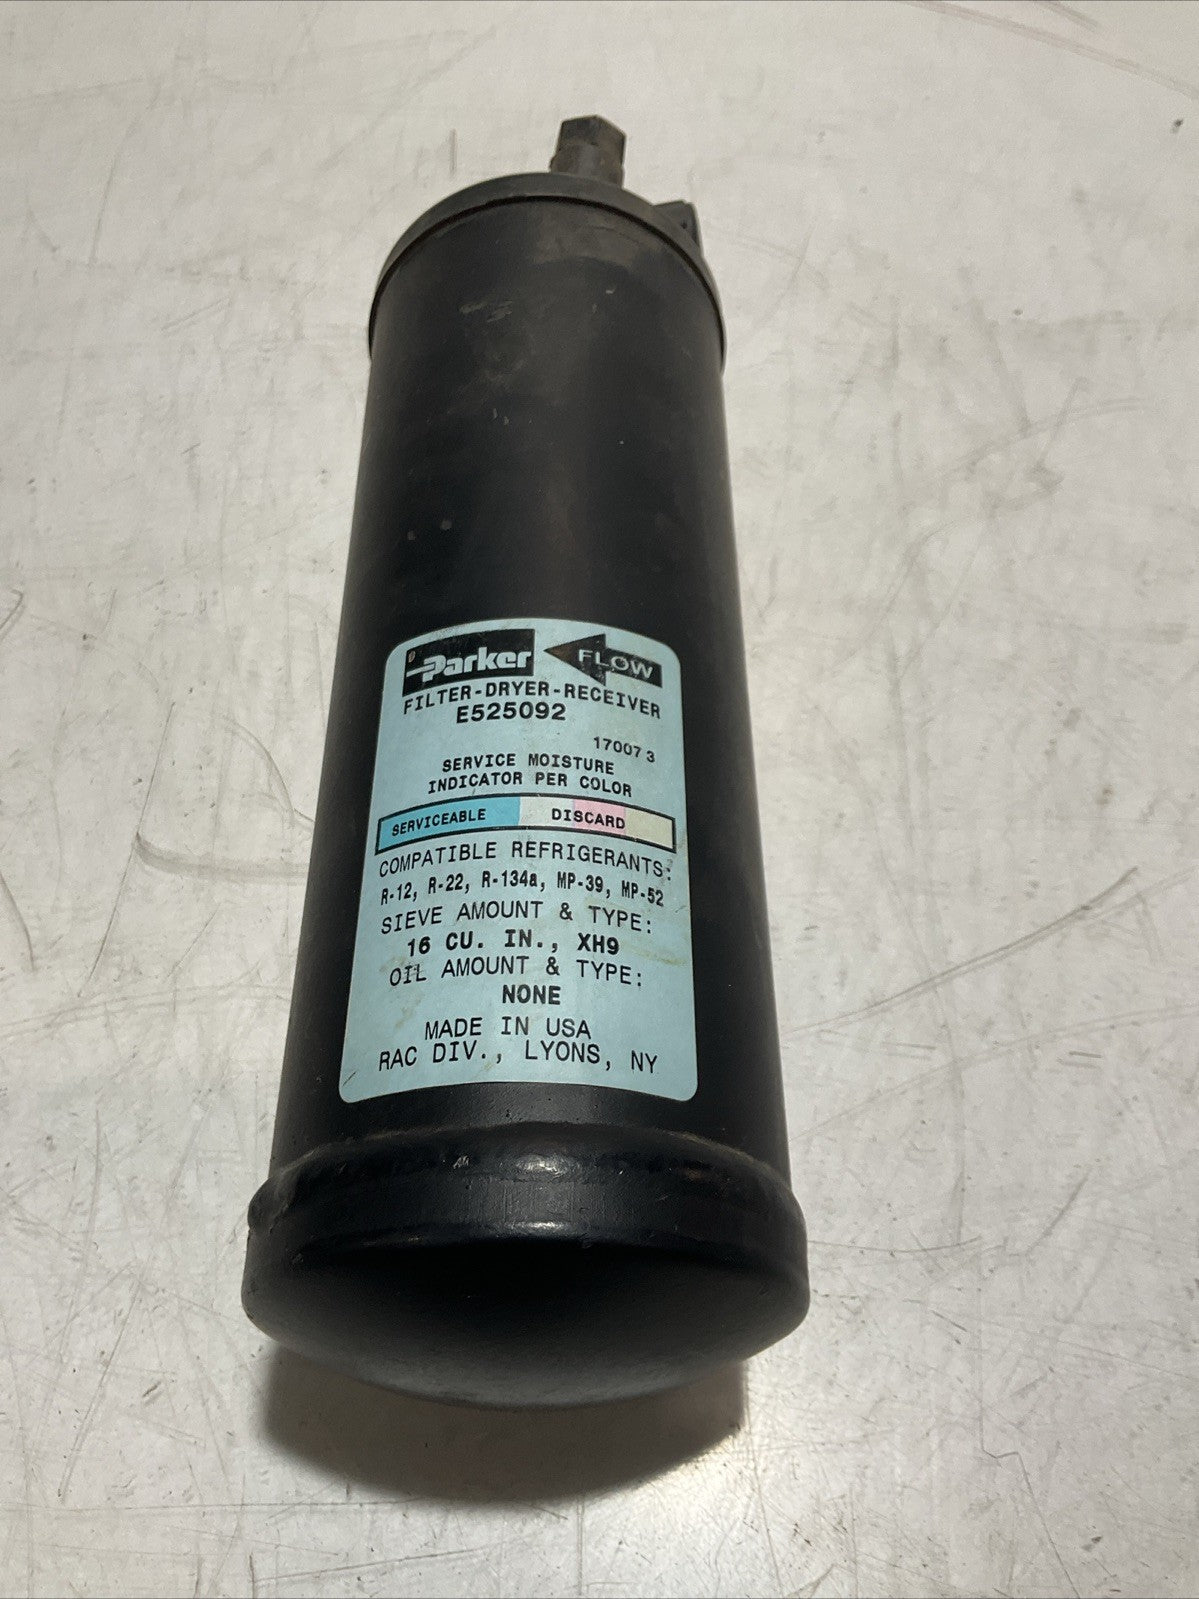 Parker FLOW
FILTER-DRYER-RECEIVER
E525092
17007 3
SERVICE MOISTURE
INDICATOR PER COLOR
SERVICEABLE DISCARD
COMPATIBLE REFRIGERANTS:
R-12, R-22, R-134a, MP-39, MP-52
SIEVE AMOUNT & TYPE:
16 CU. IN., XH9
OIL AMOUNT & TYPE:
NONE
MADE IN USA
RAC DIV., LYONS, NY